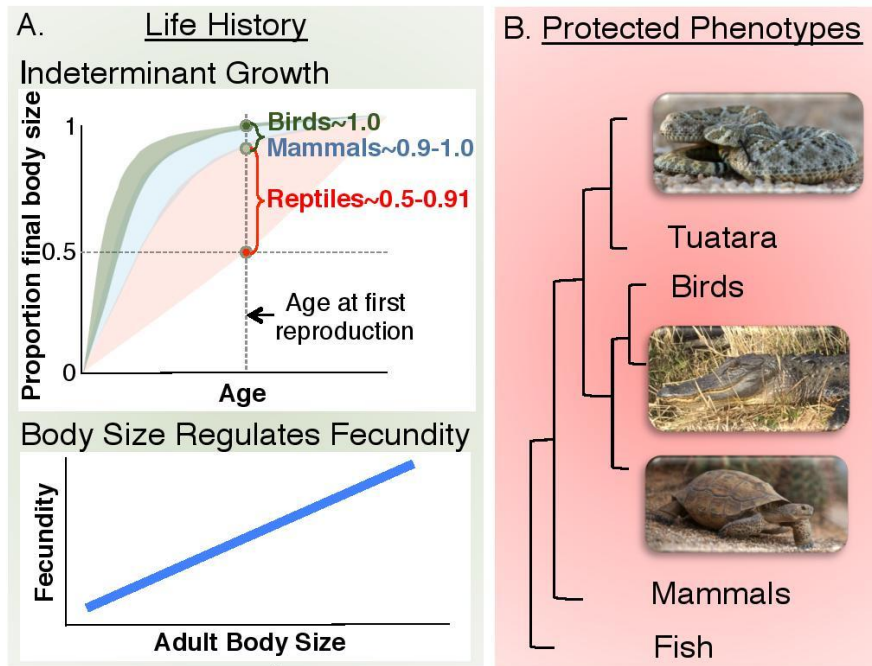 A. Life History
Indeterminant Growth
Proportion final body size
1
0.5
0
Birds~1.0
Mammals~0.9-1.0
Reptiles~0.5-0.91
Age at first
reproduction
Age
Body Size Regulates Fecundity
Fecundity
Adult Body Size
B. Protected Phenotypes
Tuatara
Birds
Mammals
Fish